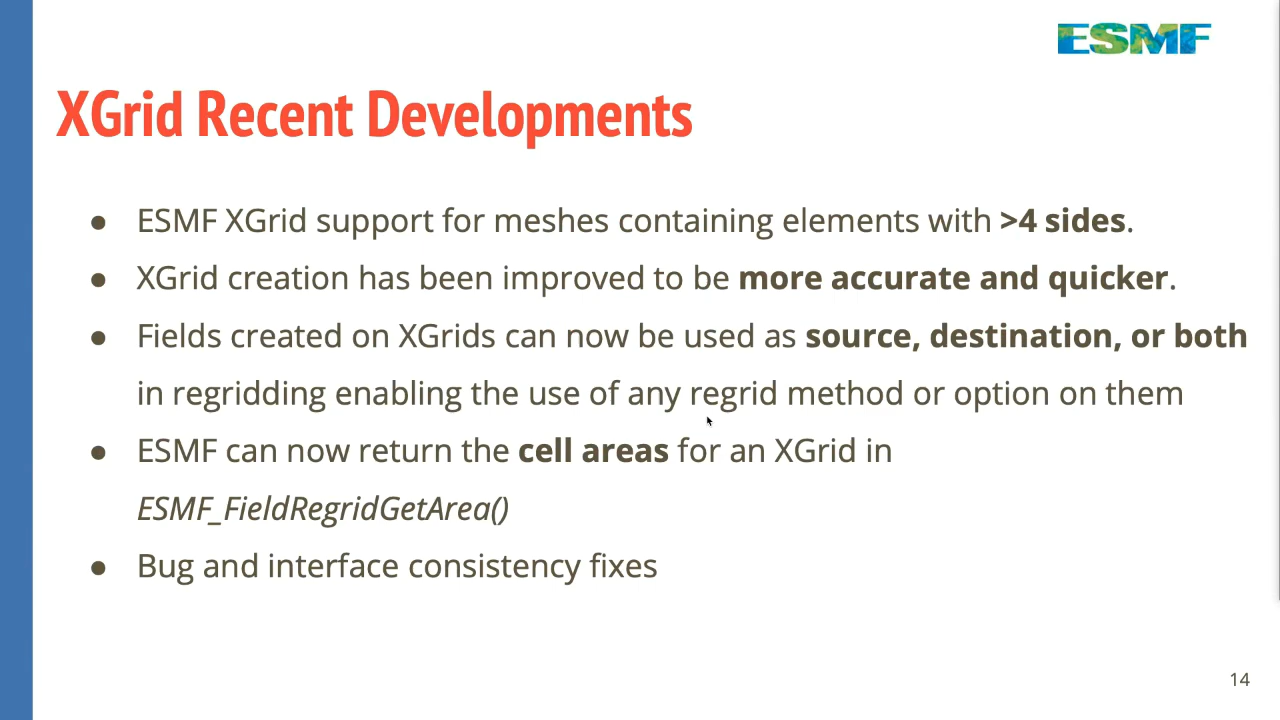 ESMF
XGrid Recent Developments
● ESMF XGrid support for meshes containing elements with >4 sides.
● XGrid creation has been improved to be more accurate and quicker.
● Fields created on XGrids can now be used as source, destination, or both
in regridding enabling the use of any regrid method or option on them
● ESMF can now return the cell areas for an XGrid in
ESMF_FieldRegridGetArea()
● Bug and interface consistency fixes
14